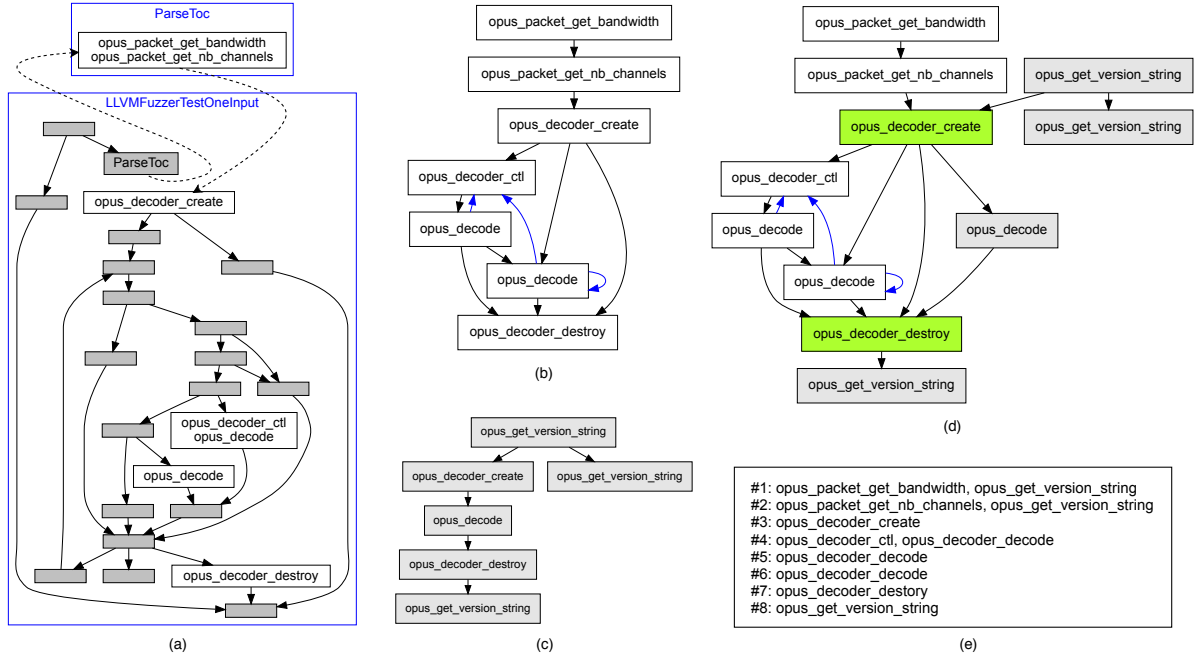 ParseToc
opus_packet_get_bandwidth
opus_packet_get_nb_channels
LLVMFuzzerTestOneInput
ParseToc
opus_decoder_create
opus_decoder_ctl
opus_decode
opus_decode
opus_decoder_destroy
(a)
opus_packet_get_bandwidth
opus_packet_get_nb_channels
opus_decoder_create
opus_decoder_ctl
opus_decode
opus_decode
opus_decoder_destroy
(b)
opus_get_version_string
opus_decoder_create
opus_get_version_string
opus_decode
opus_decoder_destroy
opus_get_version_string
(c)
opus_packet_get_bandwidth
opus_packet_get_nb_channels
opus_get_version_string
opus_decoder_create
opus_get_version_string
opus_decoder_ctl
opus_decode
opus_decode
opus_decode
opus_decoder_destroy
opus_get_version_string
(d)
#1: opus_packet_get_bandwidth, opus_get_version_string
#2: opus_packet_get_nb_channels, opus_get_version_string
#3: opus_decoder_create
#4: opus_decoder_ctl, opus_decoder_decode
#5: opus_decoder_decode
#6: opus_decoder_decode
#7: opus_decoder_destory
#8: opus_get_version_string
(e)